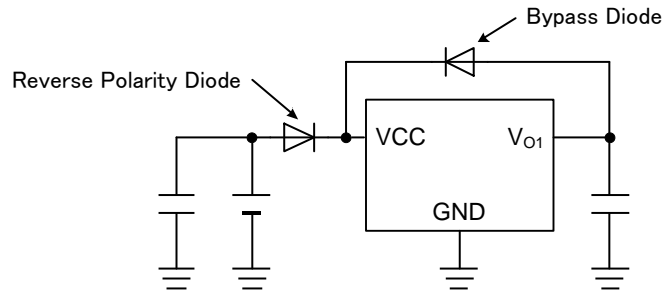 Bypass Diode
Reverse Polarity Diode
VCC
VO1
GND